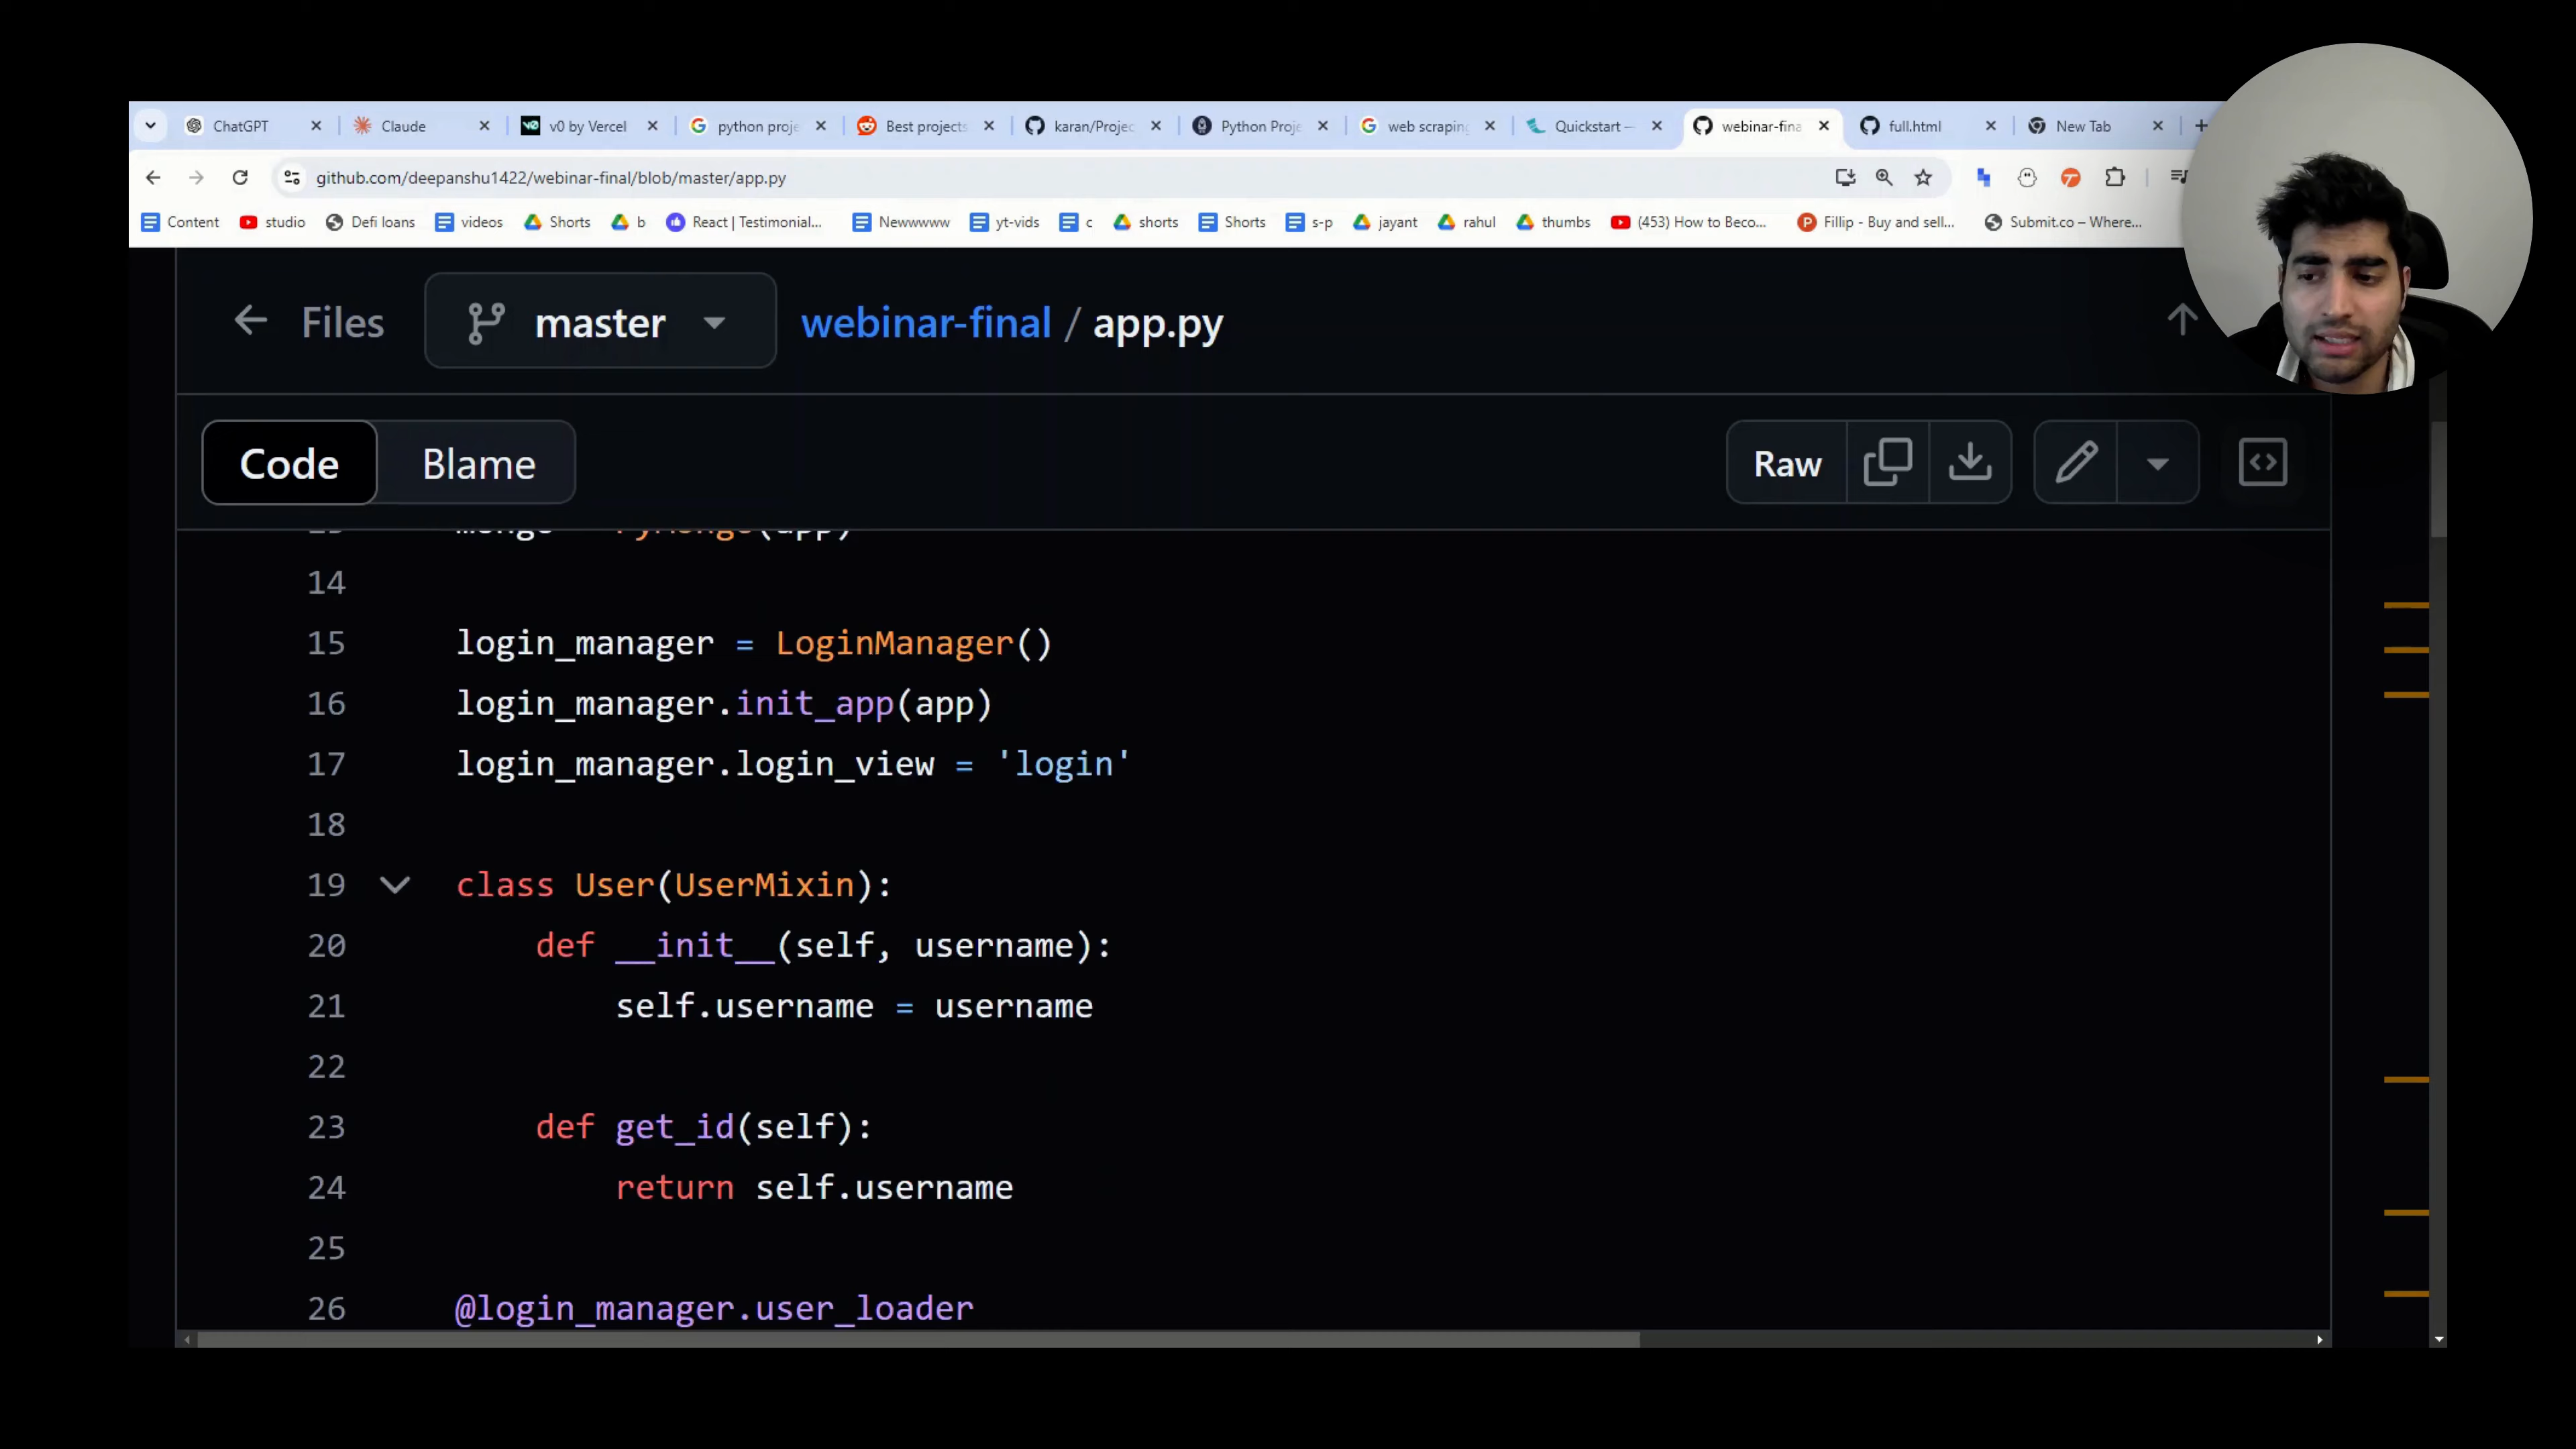 ChatGPT
Claude
v0 by Vercel
python proje
Best projects
karan/Projec
Python Proje
web scraping
Quickstart —
webinar-fina
full.html
New Tab
github.com/deepanshu1422/webinar-final/blob/master/app.py
Content
studio
Defi loans
videos
Shorts
b
React | Testimonial...
Newwwww
yt-vids
c
shorts
Shorts
s-p
jayant
rahul
thumbs
(453) How to Beco...
Fillip - Buy and sell...
Submit.co – Where...
Files
master
webinar-final / app.py
Code
Blame
Raw
14
15 login_manager = LoginManager()
16 login_manager.init_app(app)
17 login_manager.login_view = 'login'
18
19 class User(UserMixin):
20 def __init__(self, username):
21 self.username = username
22
23 def get_id(self):
24 return self.username
25
26 @login_manager.user_loader